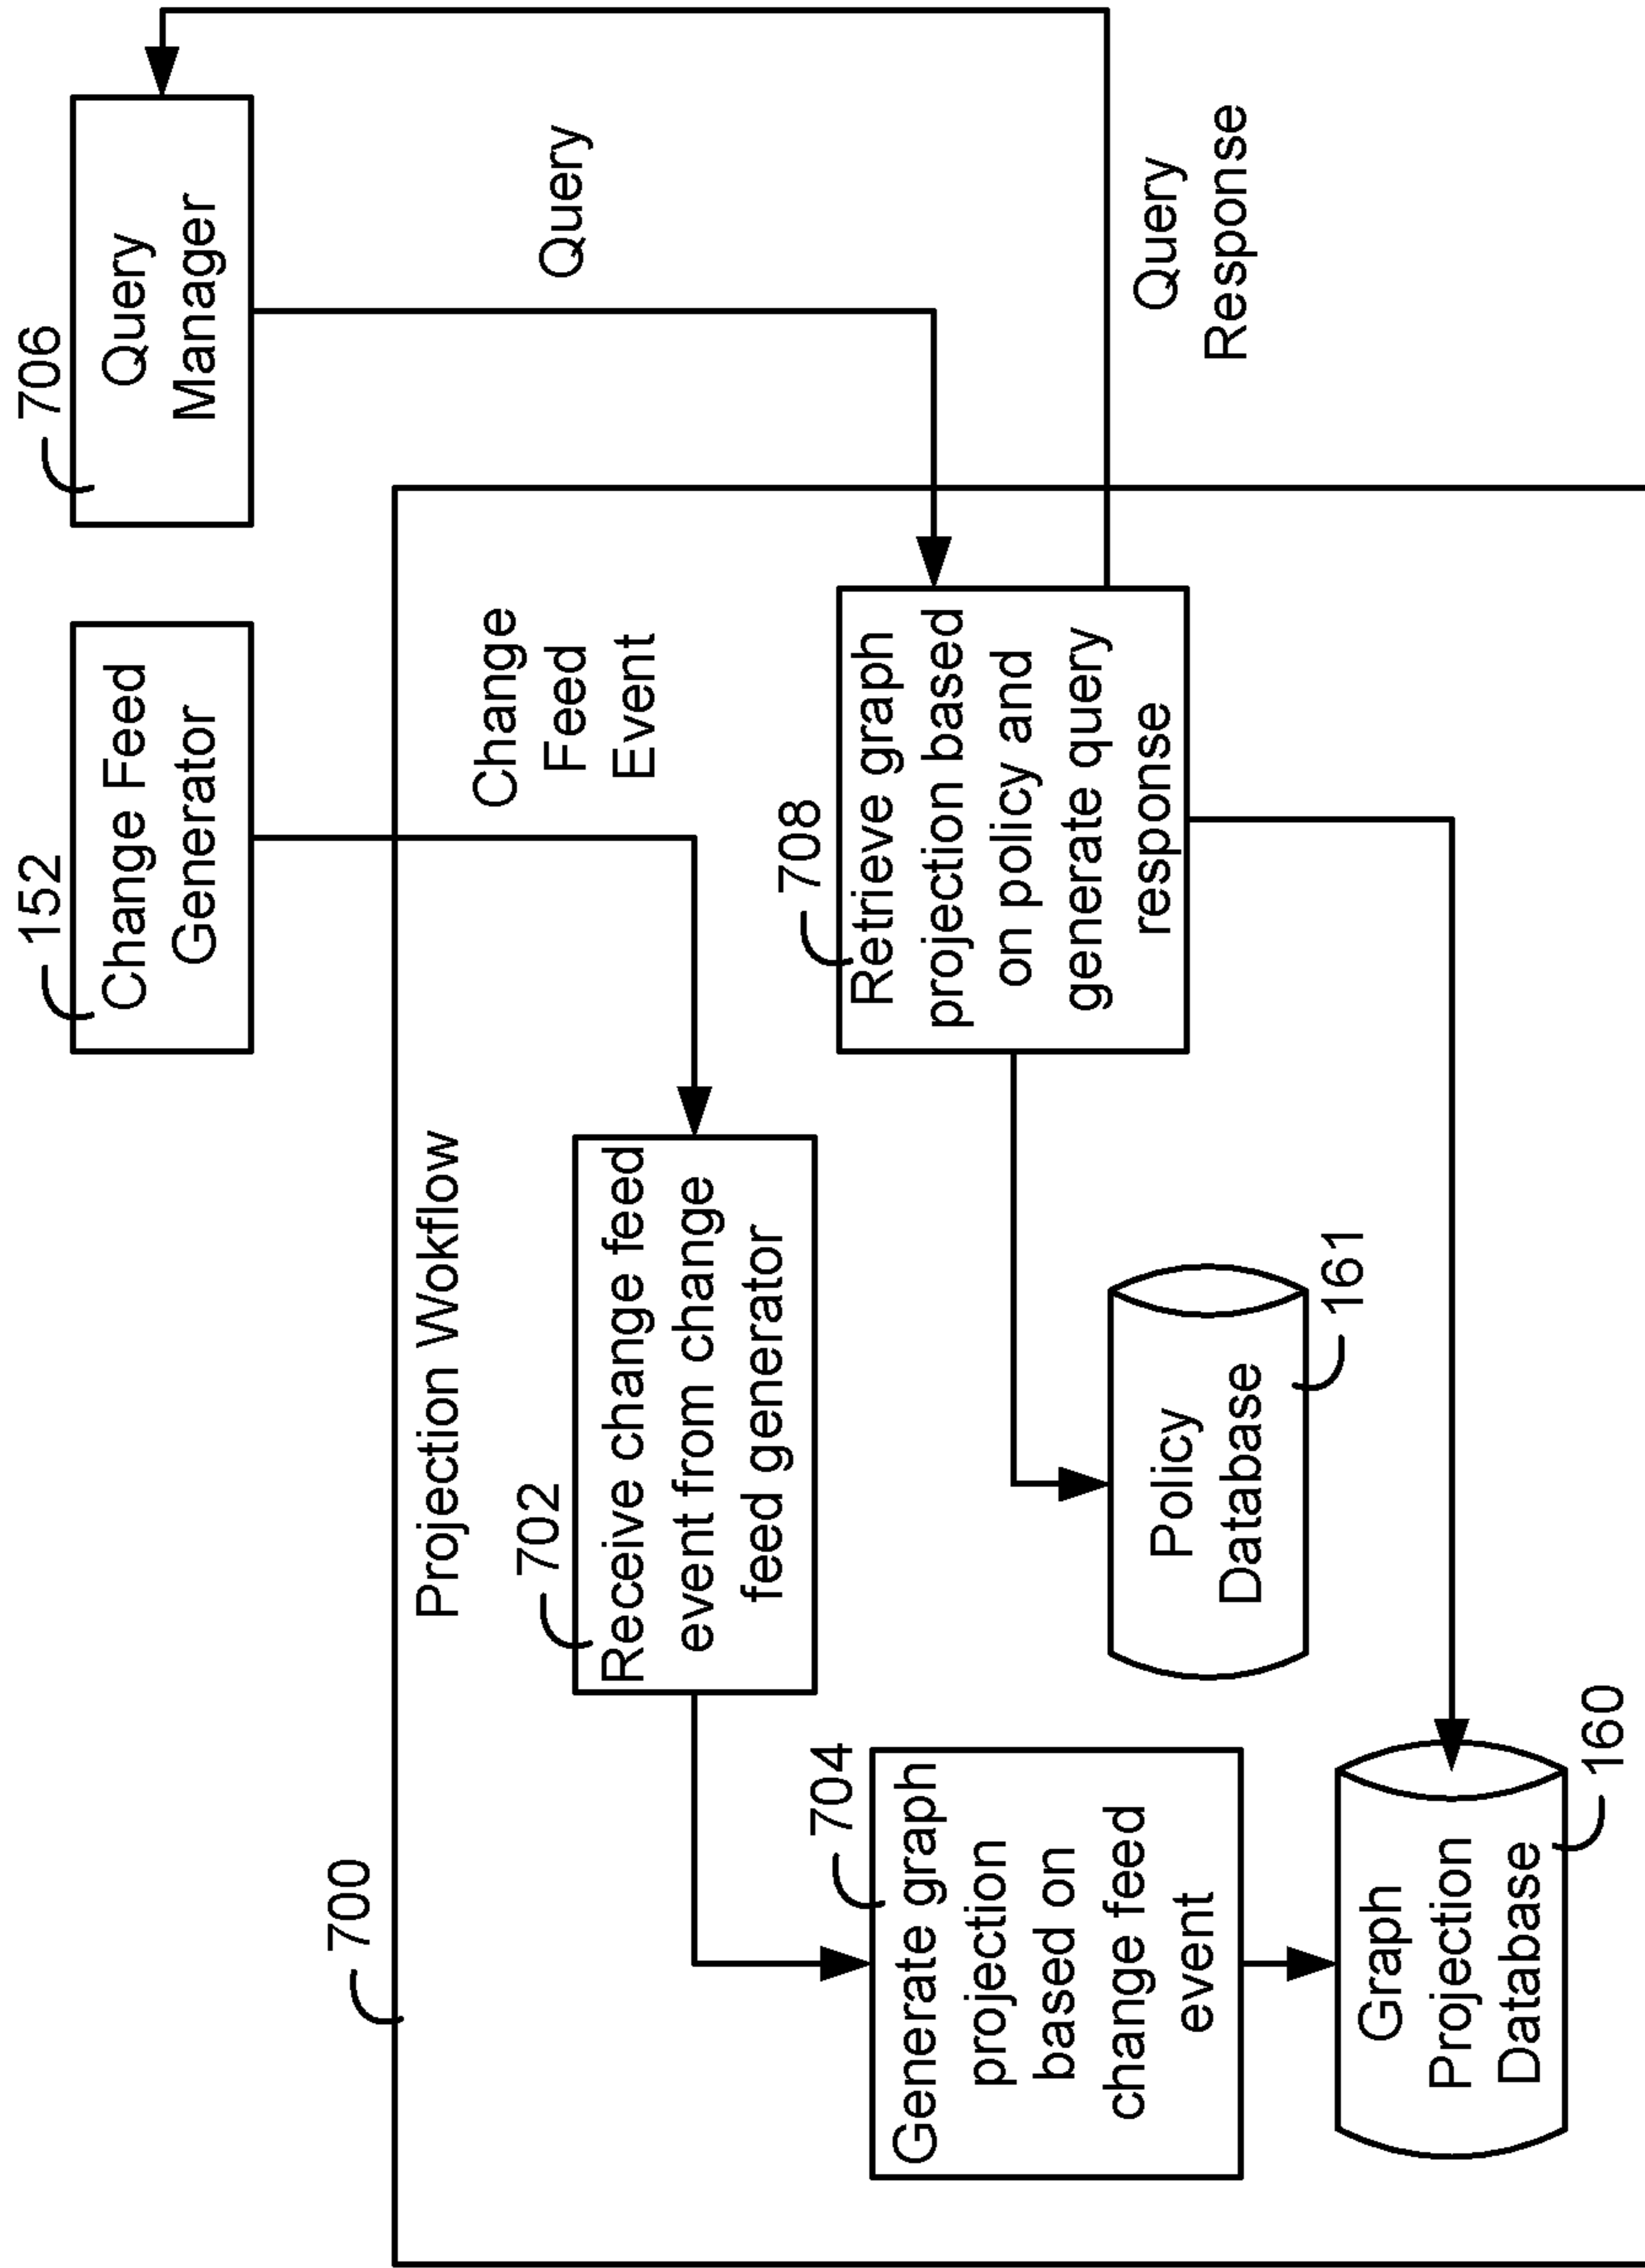 152
Change Feed
Generator
706
Query
Manager
700
Projection Wokflow
Change
Feed
Event
Query
702
Receive change feed
event from change
feed generator
704
Generate graph
projection
based on
change feed
event
708
Retrieve graph
projection based
on policy and
generate query
response
Query
Response
Policy
Database
161
Graph
Projection
Database
160